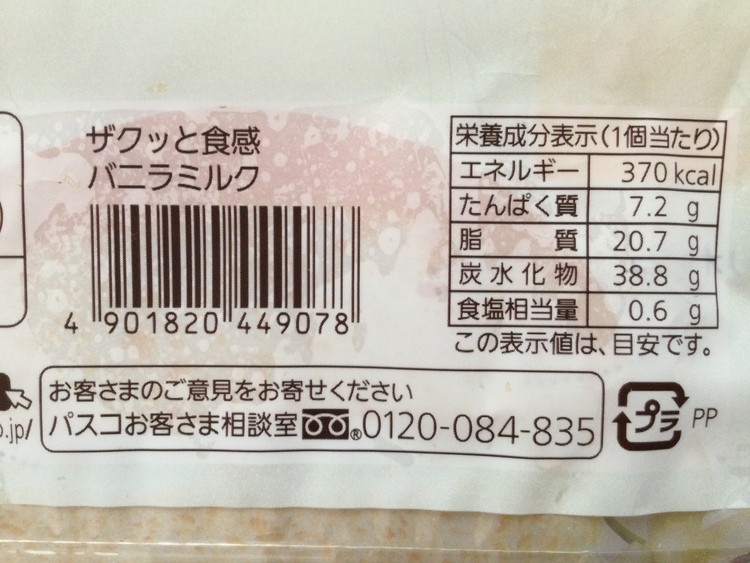 ザクッと食感
バニラミルク
4 901820 449078
栄養成分表示(1個当たり)
エネルギー 370kcal
たんぱく質 7.2 g
脂質 20.7 g
炭水化物 38.8 g
食塩相当量 0.6 g
この表示値は、目安です。
.jp/
お客さまのご意見をお寄せください
パスコお客さま相談室 ®0120-084-835
プラ PP